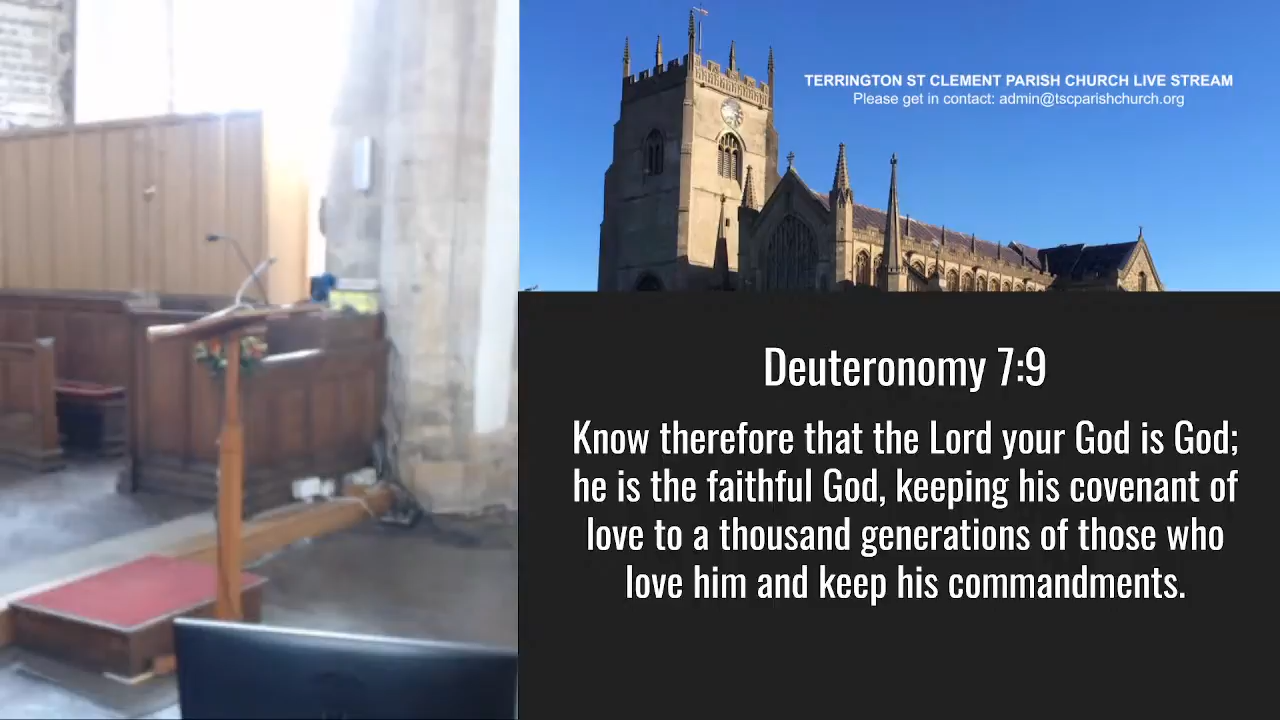 TERRINGTON ST CLEMENT PARISH CHURCH LIVE STREAM
Please get in contact: admin@tscparishchurch.org
Deuteronomy 7:9
Know therefore that the Lord your God is God;
he is the faithful God, keeping his covenant of
love to a thousand generations of those who
love him and keep his commandments.